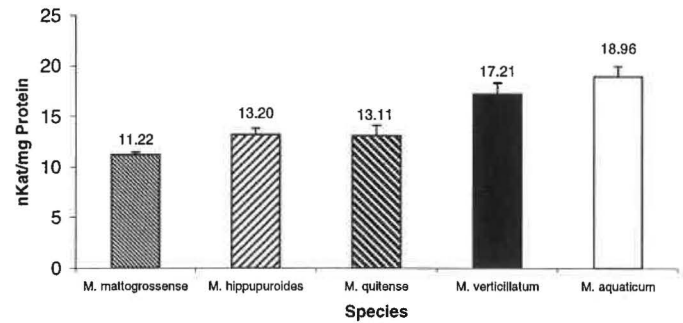 25
20
15
10
5
0
nKat/mg Protein
11.22
13.20
13.11
17.21
18.96
M. mattogrossense
M. hippupuroides
M. quitense
M. verticillatum
M. aquaticum
Species